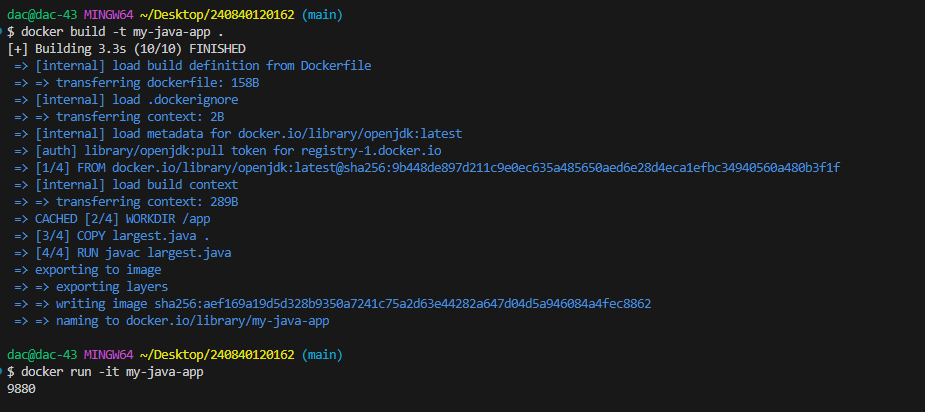 dac@dac-43 MINGW64 ~/Desktop/240840120162 (main)
$ docker build -t my-java-app .
[+] Building 3.3s (10/10) FINISHED
=> [internal] load build definition from Dockerfile
=> => transferring dockerfile: 158B
=> [internal] load .dockerignore
=> => transferring context: 2B
=> [internal] load metadata for docker.io/library/openjdk:latest
=> [auth] library/openjdk:pull token for registry-1.docker.io
=> [1/4] FROM docker.io/library/openjdk:latest@sha256:9b448de897d211c9e0ec635a485650aed6e28d4eca1efbc34940560a480b3f1f
=> [internal] load build context
=> => transferring context: 289B
=> CACHED [2/4] WORKDIR /app
=> [3/4] COPY largest.java .
=> [4/4] RUN javac largest.java
=> exporting to image
=> => exporting layers
=> => writing image sha256:aef169a19d5d328b9350a7241c75a2d63e44282a647d04d5a946084a4fec8862
=> => naming to docker.io/library/my-java-app
dac@dac-43 MINGW64 ~/Desktop/240840120162 (main)
$ docker run -it my-java-app
9880